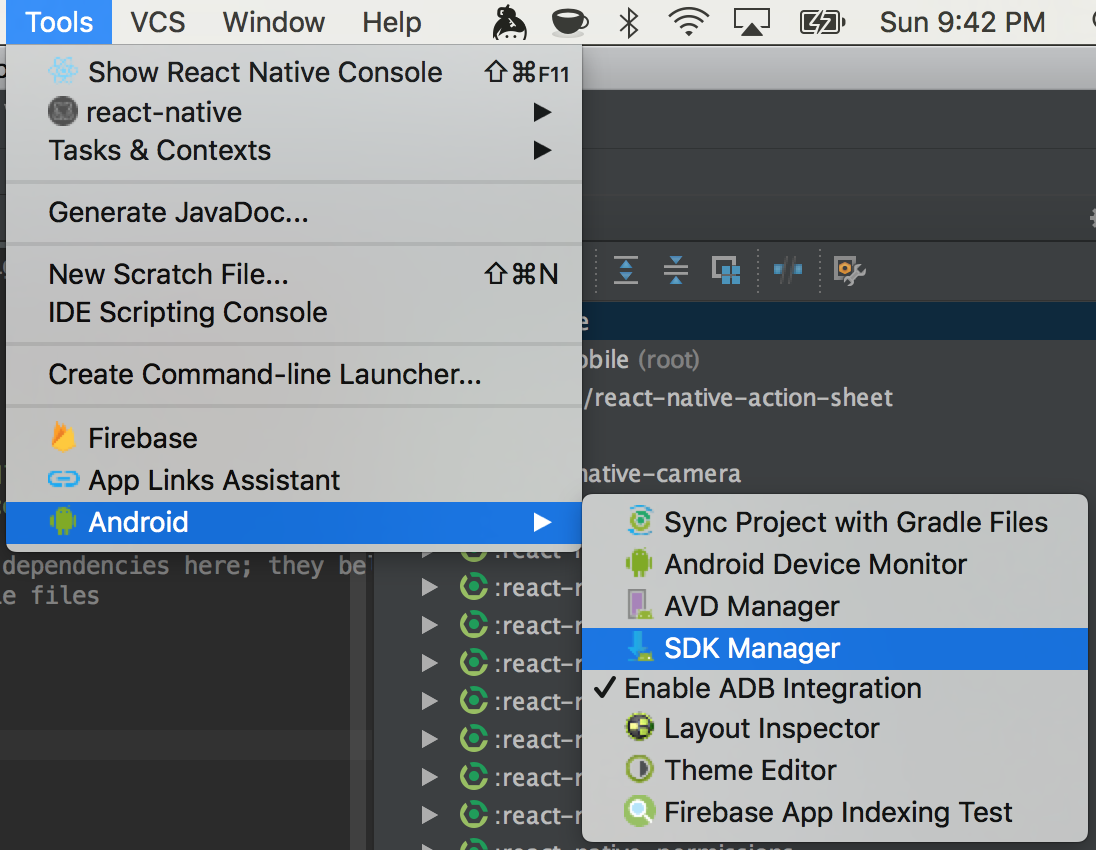 Tools VCS Window Help Sun 9:42 PM
Show React Native Console ⇧⌘F11
react-native
Tasks & Contexts
Generate JavaDoc...
New Scratch File... ⇧⌘N
IDE Scripting Console
Create Command-line Launcher...
Firebase
App Links Assistant
Android
(root)
/react-native-action-sheet
native-camera
Sync Project with Gradle Files
Android Device Monitor
AVD Manager
SDK Manager
✓ Enable ADB Integration
Layout Inspector
Theme Editor
Firebase App Indexing Test
dependencies here; they be
files
:react-r
:react-r
:react-r
:react-r
:react-r
:react-r
:react-r